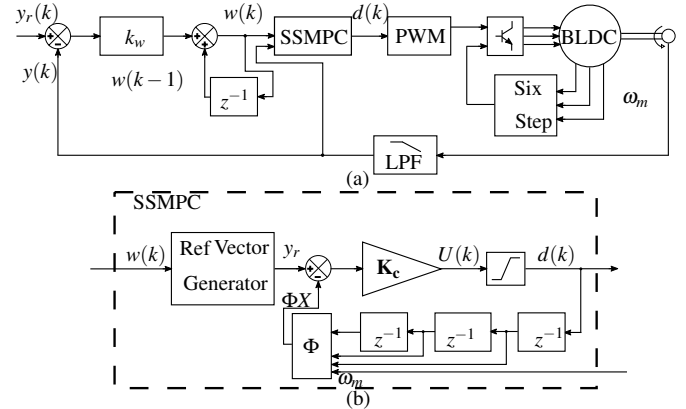 y_r(k)
y(k)
k_w
w(k−1)
w(k)
z⁻¹
SSMPC
d(k)
PWM
BLDC
Six
Step
ω_m
LPF
(a)
SSMPC
w(k)
Ref Vector
Generator
y_r
K_c
U(k)
d(k)
ΦX
Φ
z⁻¹
z⁻¹
z⁻¹
ω_m
(b)